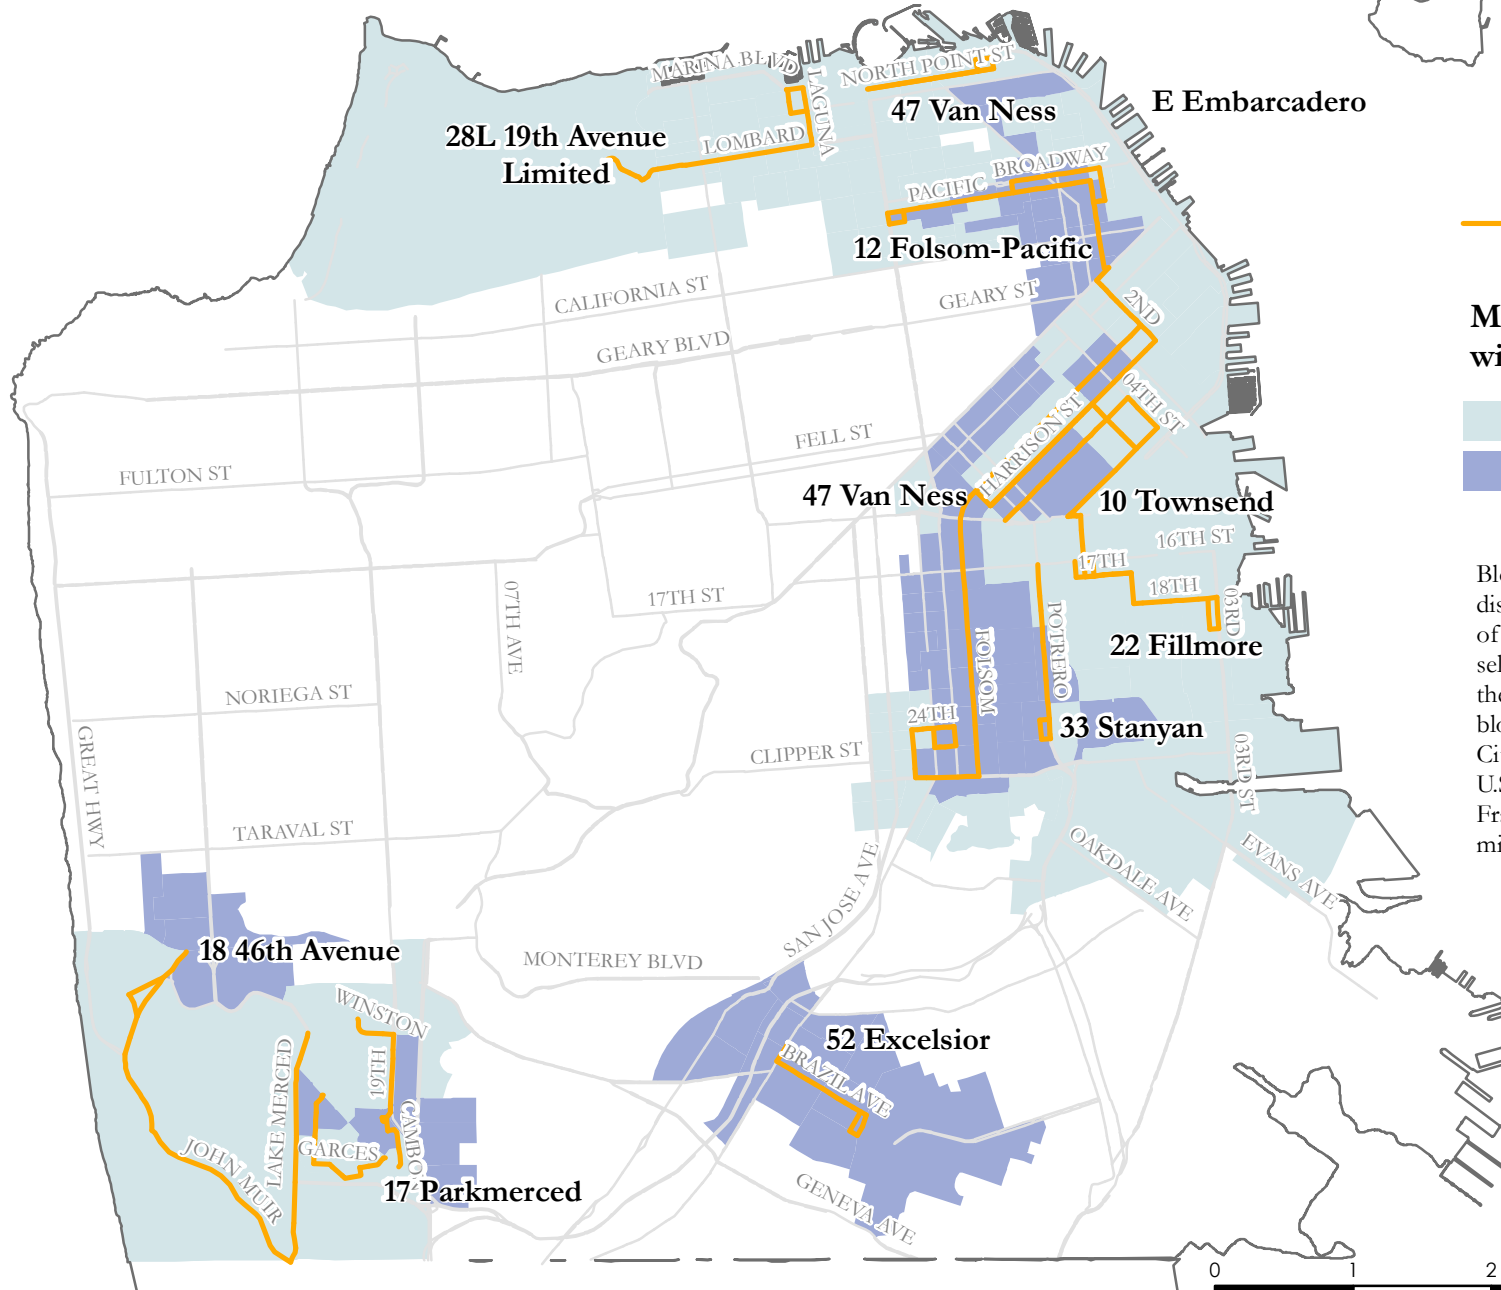 MARINA BLVD
LAGUNA
NORTH POINT ST
47 Van Ness
E Embarcadero
28L 19th Avenue
Limited
LOMBARD
PACIFIC
BROADWAY
12 Folsom-Pacific
CALIFORNIA ST
GEARY ST
2ND
GEARY BLVD
04TH ST
HARRISON ST
FELL ST
FULTON ST
47 Van Ness
10 Townsend
16TH ST
17TH
18TH
03RD
07TH AVE
17TH ST
FOLSOM
POTRERO
22 Fillmore
NORIEGA ST
24TH
33 Stanyan
GREAT HWY
CLIPPER ST
03RD ST
TARAVAL ST
OAKDALE AVE
EVANS AVE
SAN JOSE AVE
18 46th Avenue
MONTEREY BLVD
WINSTON
52 Excelsior
19TH
LAKE MERCED
BRAZIL AVE
JOHN MUIR
GARCES
17 Parkmerced
GENEVA AVE
0 1 2